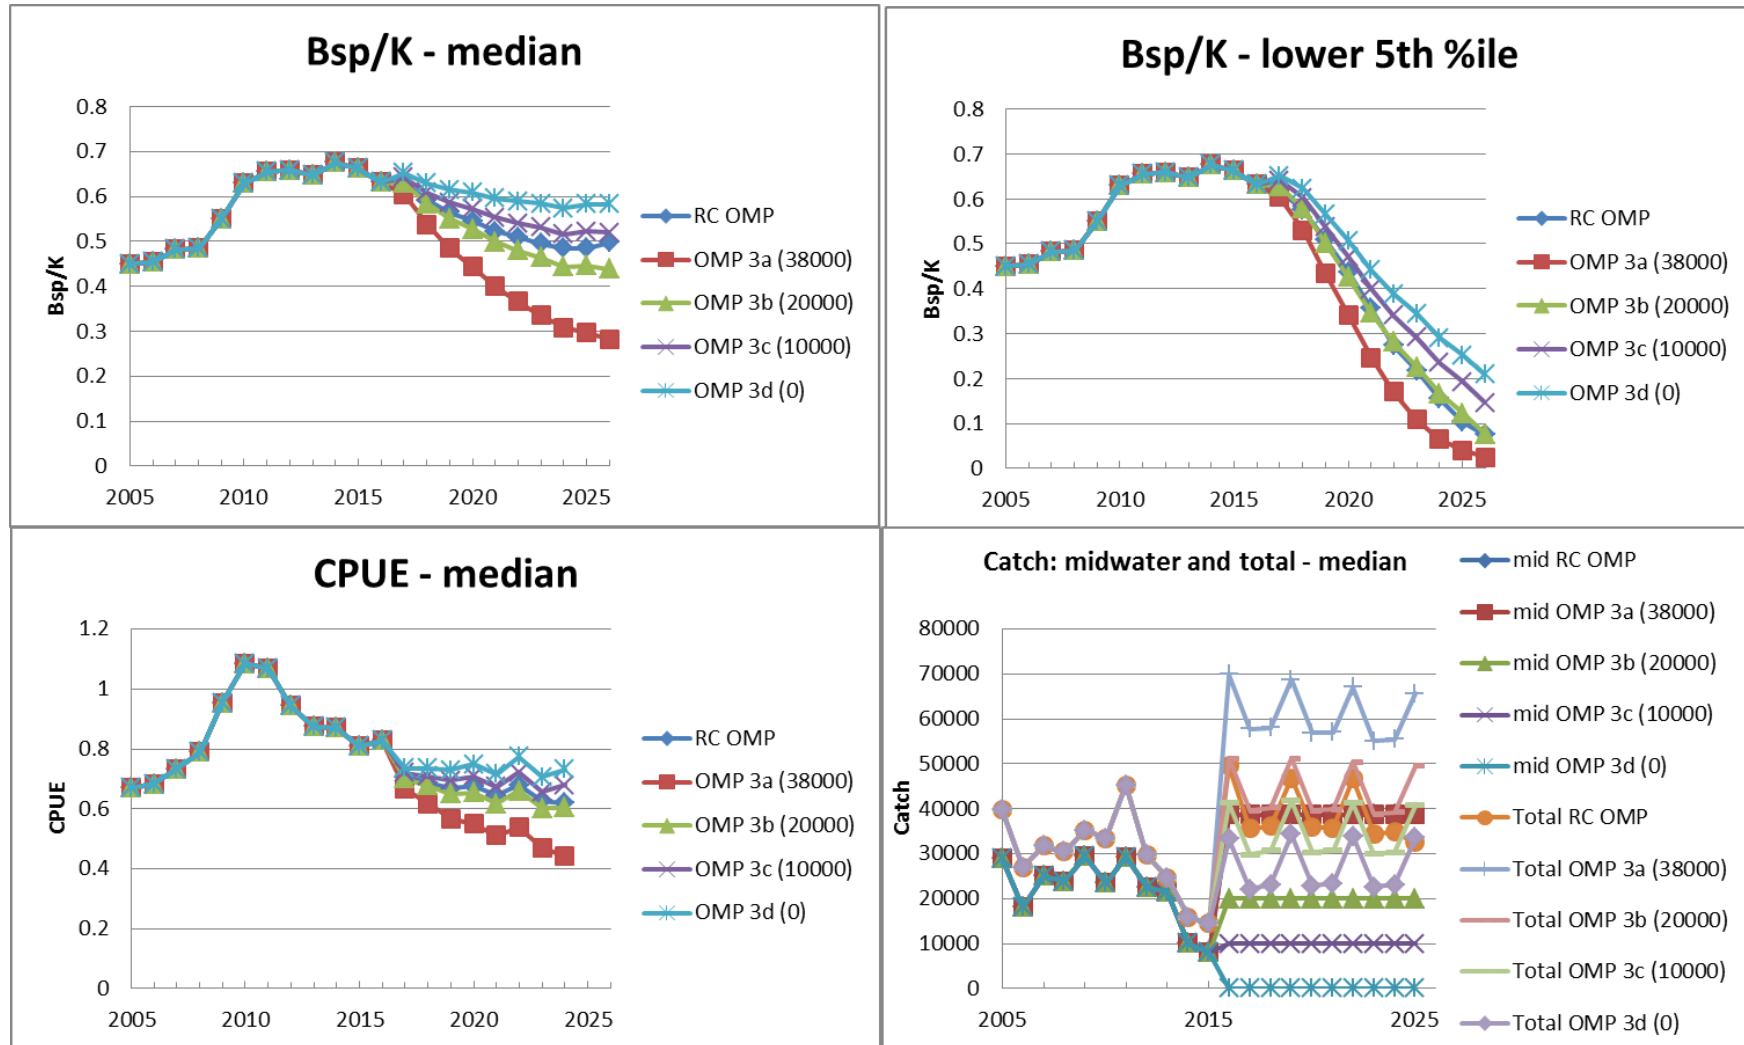 Bsp/K - median
0.8
0.7
0.6
0.5
0.4
0.3
0.2
0.1
0
Bsp/K
2005 2010 2015 2020 2025
RC OMP
OMP 3a (38000)
OMP 3b (20000)
OMP 3c (10000)
OMP 3d (0)
Bsp/K - lower 5th %ile
0.8
0.7
0.6
0.5
0.4
0.3
0.2
0.1
0
Bsp/K
2005 2010 2015 2020 2025
RC OMP
OMP 3a (38000)
OMP 3b (20000)
OMP 3c (10000)
OMP 3d (0)
CPUE - median
1.2
1
0.8
0.6
0.4
0.2
0
CPUE
2005 2010 2015 2020 2025
RC OMP
OMP 3a (38000)
OMP 3b (20000)
OMP 3c (10000)
OMP 3d (0)
Catch: midwater and total - median
80000
70000
60000
50000
40000
30000
20000
10000
0
Catch
2005 2015 2025
mid RC OMP
mid OMP 3a (38000)
mid OMP 3b (20000)
mid OMP 3c (10000)
mid OMP 3d (0)
Total RC OMP
Total OMP 3a (38000)
Total OMP 3b (20000)
Total OMP 3c (10000)
Total OMP 3d (0)